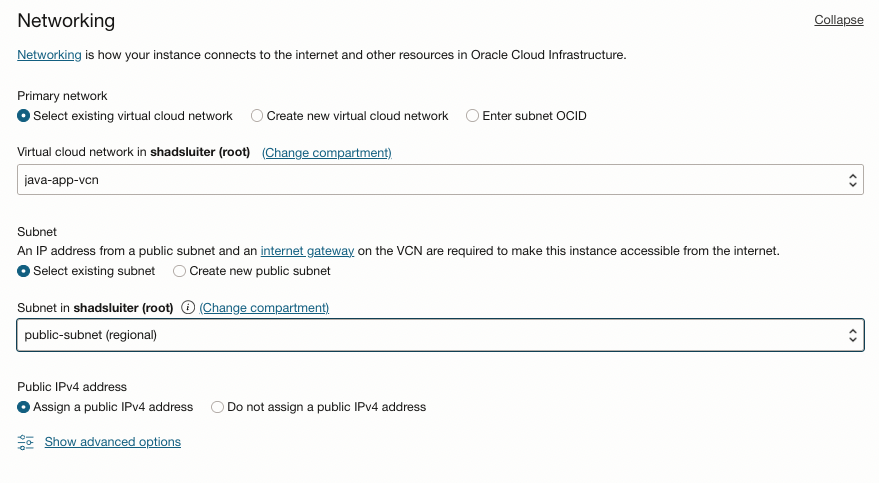 Networking
Collapse
Networking is how your instance connects to the internet and other resources in Oracle Cloud Infrastructure.
Primary network
Select existing virtual cloud network Create new virtual cloud network Enter subnet OCID
Virtual cloud network in shadsluiter (root) (Change compartment)
java-app-vcn
Subnet
An IP address from a public subnet and an internet gateway on the VCN are required to make this instance accessible from the internet.
Select existing subnet Create new public subnet
Subnet in shadsluiter (root) i (Change compartment)
public-subnet (regional)
Public IPv4 address
Assign a public IPv4 address Do not assign a public IPv4 address
Show advanced options